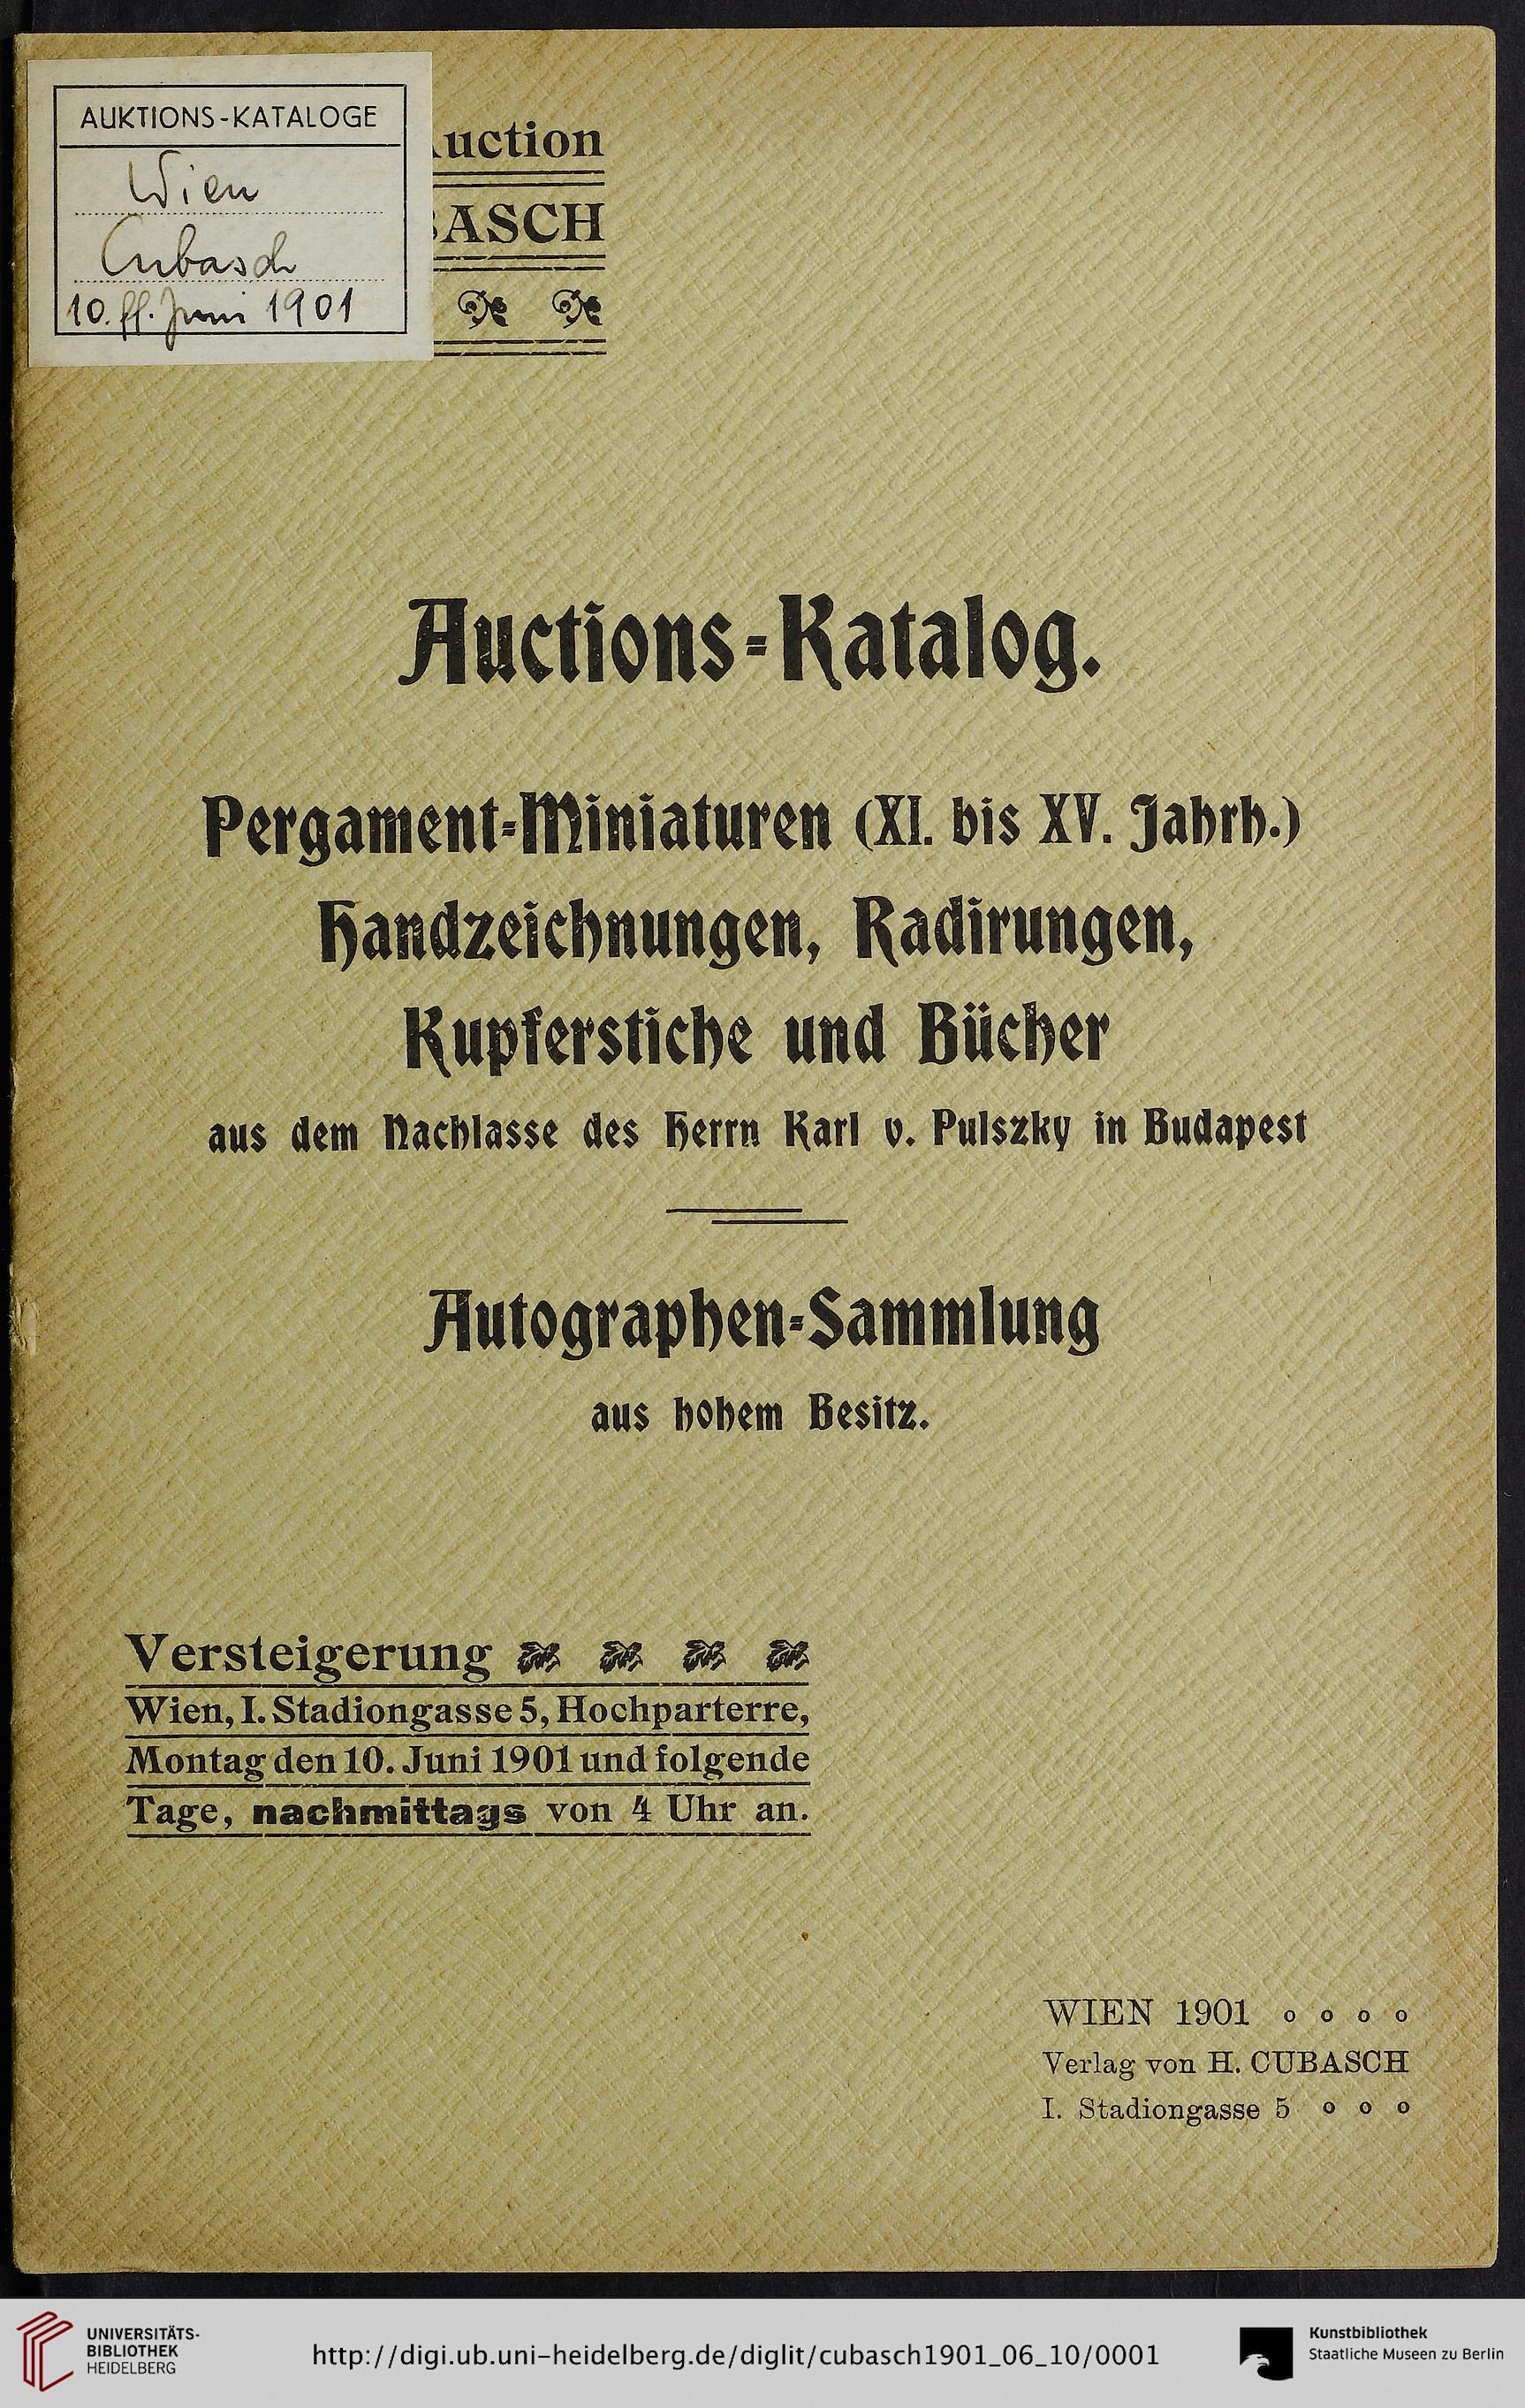 AUKTIONS-KATALOGE
Wien
Cubasch
10. ff. Juni 1901
uction
BASCH
Auctions-Katalog.
Pergament-Miniaturen (XI. bis XV. Jahrh.)
Handzeichnungen, Radirungen,
Kupferstiche und Bücher
aus dem Nachlasse des Herrn Karl v. Pulszky in Budapest
Autographen-Sammlung
aus hohem Besitz.
Versteigerung
Wien, I. Stadiongasse 5, Hochparterre,
Montag den 10. Juni 1901 und folgende
Tage, nachmittags von 4 Uhr an.
WIEN 1901
Verlag von H. CUBASCH
I. Stadiongasse 5
UNIVERSITÄTS-
BIBLIOTHEK
HEIDELBERG
http://digi.ub.uni-heidelberg.de/diglit/cubasch1901_06_10/0001
Kunstbibliothek
Staatliche Museen zu Berlin